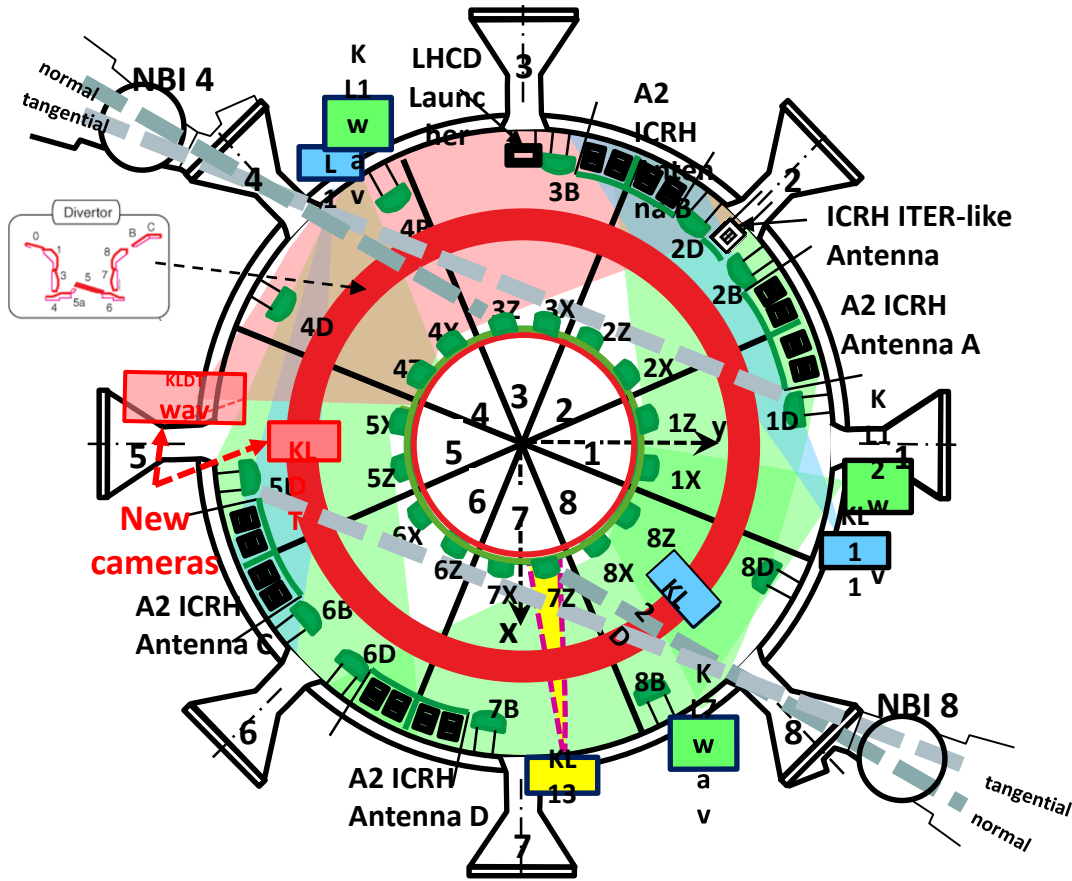 K
L1
w
a
v
L
1
LHCD
Launc
her
3
A2
ICRH
Anten
na B
NBI 4
normal
tangential
4
2
3B
4B
2D
ICRH ITER-like
Antenna
Divertor
0
1
3
4
5
5a
6
7
8
B
C
4D
2B
A2 ICRH
Antenna A
3Z
3X
4X
2Z
4Z
2X
KLDT
wav
3
2
4
1
5
8
6
7
5X
1Z
y
1D
K
L1
2
w
v
1
5
5Z
1X
KL
D
T
5D
New
cameras
KL
1
1
6X
8Z
8D
6Z
8X
KL
2
D
7X
7Z
X
A2 ICRH
Antenna C
6B
6D
7B
8B
K
L7
w
a
v
6
8
NBI 8
KL
13
A2 ICRH
Antenna D
7
tangential
normal